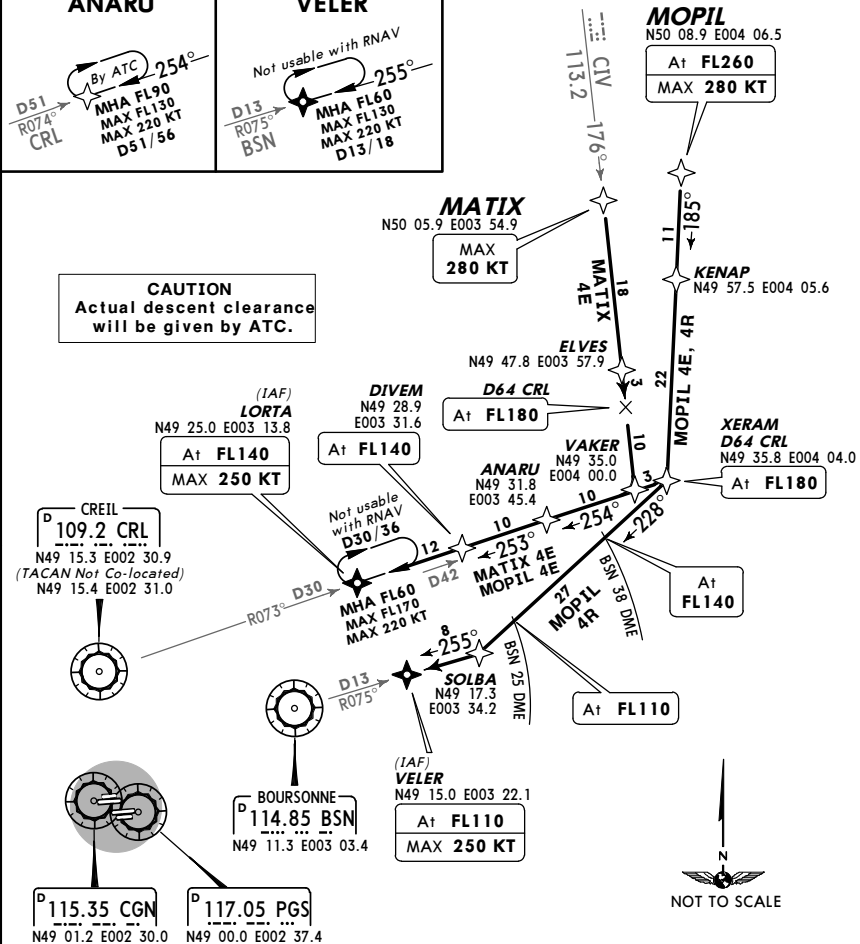 ANARU
By ATC
254°
MHA FL90
MAX FL130
MAX 220 KT
D51/56
D51
R074°
CRL
VELER
Not usable with RNAV
255°
MHA FL60
MAX FL130
MAX 220 KT
D13/18
D13
R075°
BSN
CIV
113.2
176°
MOPIL
N50 08.9 E004 06.5
At FL260
MAX 280 KT
MATIX
N50 05.9 E003 54.9
MAX
280 KT
185°
11
KENAP
N49 57.5 E004 05.6
18
MATIX
4E
CAUTION
Actual descent clearance
will be given by ATC.
ELVES
N49 47.8 E003 57.9
3
22
MOPIL 4E, 4R
D64 CRL
At FL180
10
(IAF)
LORTA
N49 25.0 E003 13.8
At FL140
MAX 250 KT
DIVEM
N49 28.9
E003 31.6
At FL140
VAKER
N49 35.0
E004 00.0
XERAM
D64 CRL
N49 35.8 E004 04.0
At FL180
3
ANARU
N49 31.8
E003 45.4
10
254°
228°
10
253°
MATIX 4E
MOPIL 4E
Not usable
with RNAV
D30/36
12
D42
MHA FL60
MAX FL170
MAX 220 KT
D30
R073°
CREIL
D 109.2 CRL
N49 15.3 E002 30.9
(TACAN Not Co-located)
N49 15.4 E002 31.0
27
MOPIL
4R
BSN 38 DME
At
FL140
8
255°
SOLBA
N49 17.3
E003 34.2
BSN 25 DME
At FL110
D13
R075°
(IAF)
VELER
N49 15.0 E003 22.1
At FL110
MAX 250 KT
BOURSONNE
D 114.85 BSN
N49 11.3 E003 03.4
D 115.35 CGN
N49 01.2 E002 30.0
D 117.05 PGS
N49 00.0 E002 37.4
N
NOT TO SCALE